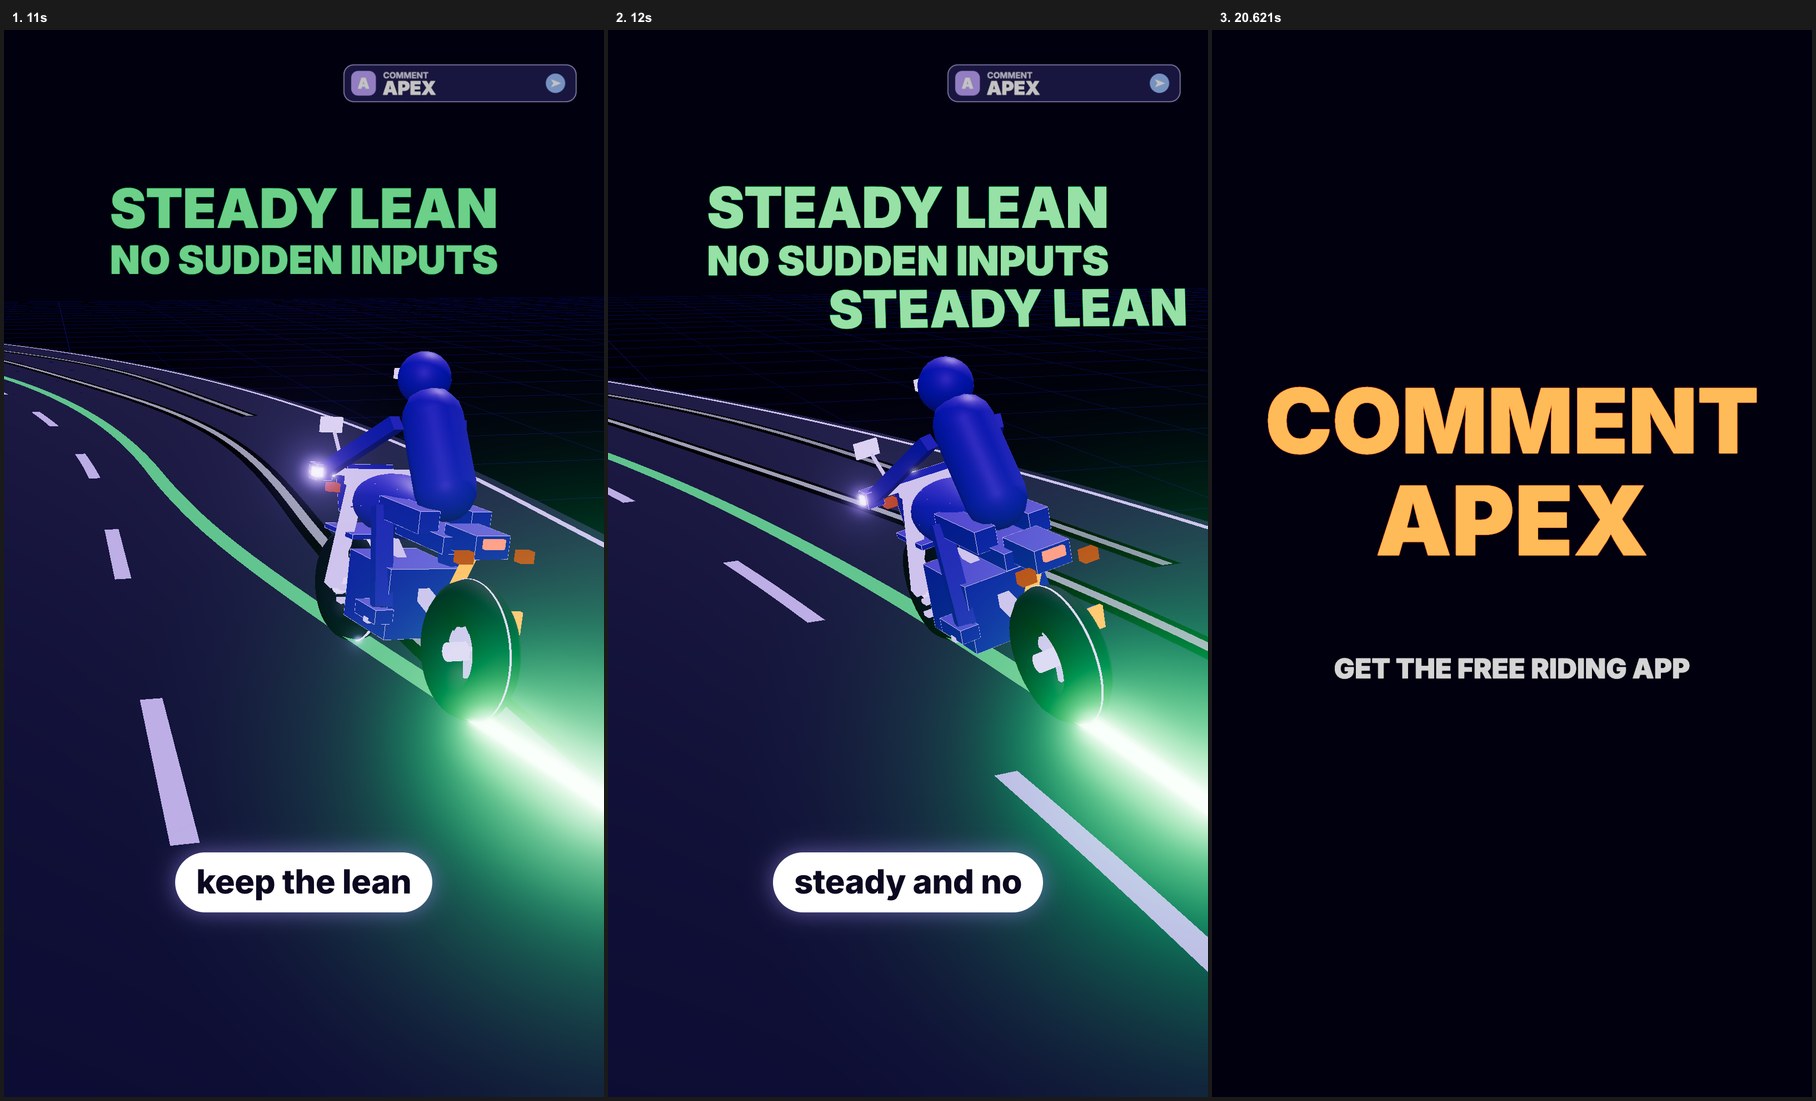 1. 11s
COMMENT
A APEX
STEADY LEAN
NO SUDDEN INPUTS
keep the lean
2. 12s
COMMENT
A APEX
STEADY LEAN
NO SUDDEN INPUTS
STEADY LEAN
steady and no
3. 20.621s
COMMENT
APEX
GET THE FREE RIDING APP